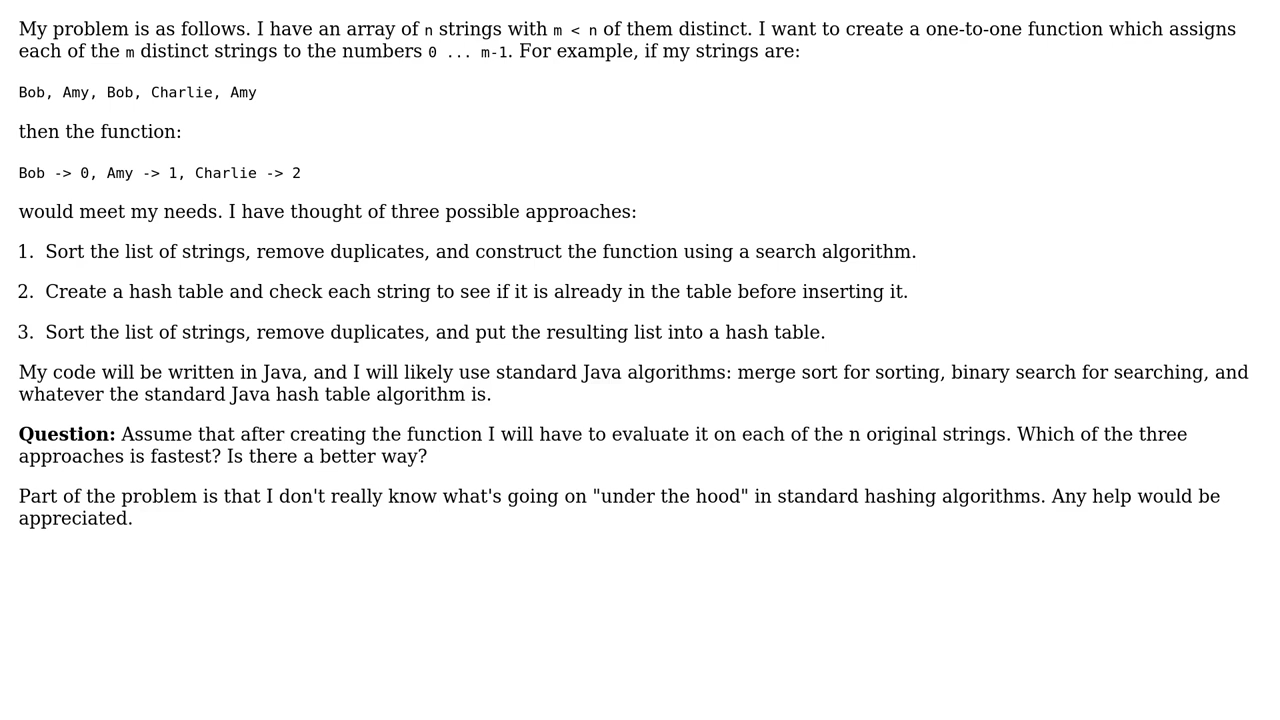 My problem is as follows. I have an array of n strings with m < n of them distinct. I want to create a one-to-one function which assigns
each of the m distinct strings to the numbers 0 ... m-1. For example, if my strings are:
Bob, Amy, Bob, Charlie, Amy
then the function:
Bob -> 0, Amy -> 1, Charlie -> 2
would meet my needs. I have thought of three possible approaches:
1. Sort the list of strings, remove duplicates, and construct the function using a search algorithm.
2. Create a hash table and check each string to see if it is already in the table before inserting it.
3. Sort the list of strings, remove duplicates, and put the resulting list into a hash table.
My code will be written in Java, and I will likely use standard Java algorithms: merge sort for sorting, binary search for searching, and
whatever the standard Java hash table algorithm is.
Question: Assume that after creating the function I will have to evaluate it on each of the n original strings. Which of the three
approaches is fastest? Is there a better way?
Part of the problem is that I don't really know what's going on "under the hood" in standard hashing algorithms. Any help would be
appreciated.